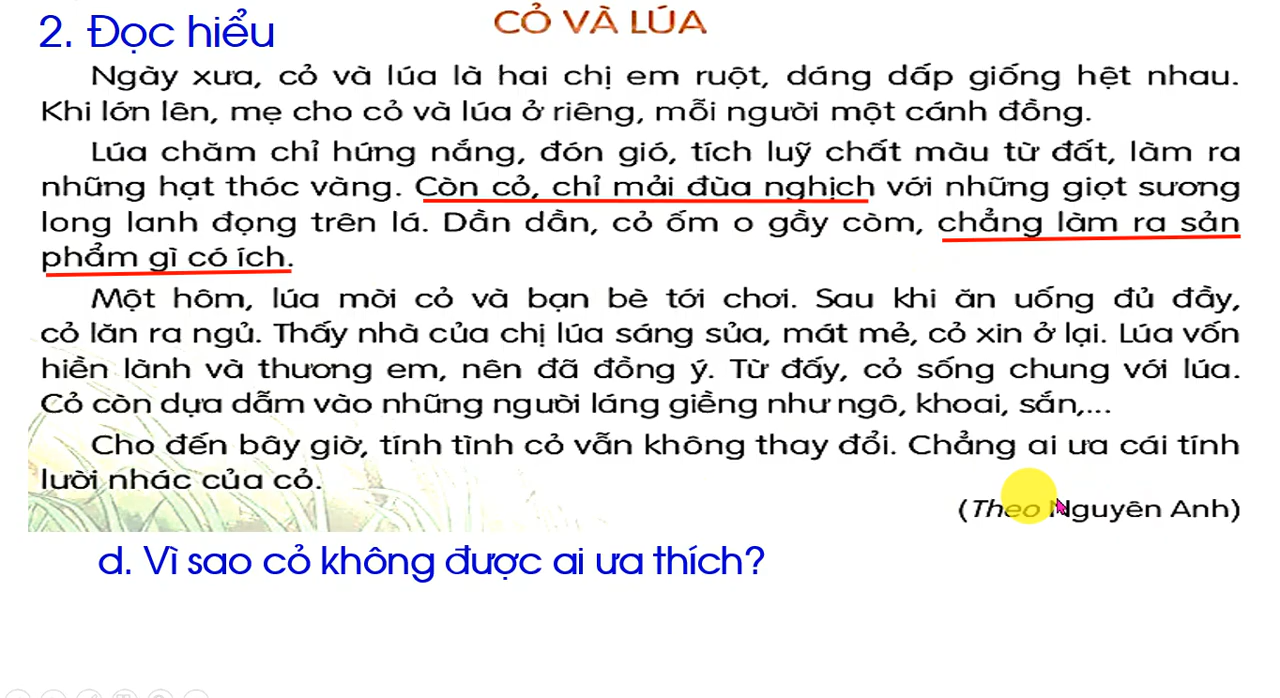 2. Đọc hiểu
CỎ VÀ LÚA
Ngày xưa, cỏ và lúa là hai chị em ruột, dáng dấp giống hệt nhau.
Khi lớn lên, mẹ cho cỏ và lúa ở riêng, mỗi người một cánh đồng.
Lúa chăm chỉ hứng nắng, đón gió, tích luỹ chất màu từ đất, làm ra
những hạt thóc vàng. Còn cỏ, chỉ mải đùa nghịch với những giọt sương
long lanh đọng trên lá. Dần dần, cỏ ốm o gầy còm, chẳng làm ra sản
phẩm gì có ích.
Một hôm, lúa mời cỏ và bạn bè tới chơi. Sau khi ăn uống đủ đầy,
cỏ lăn ra ngủ. Thấy nhà của chị lúa sáng sủa, mát mẻ, cỏ xin ở lại. Lúa vốn
hiền lành và thương em, nên đã đồng ý. Từ đấy, cỏ sống chung với lúa.
Cỏ còn dựa dẫm vào những người láng giềng như ngô, khoai, sắn,...
Cho đến bây giờ, tính tình cỏ vẫn không thay đổi. Chẳng ai ưa cái tính
lười nhác của cỏ.
(Theo Nguyên Anh)
d. Vì sao cỏ không được ai ưa thích?